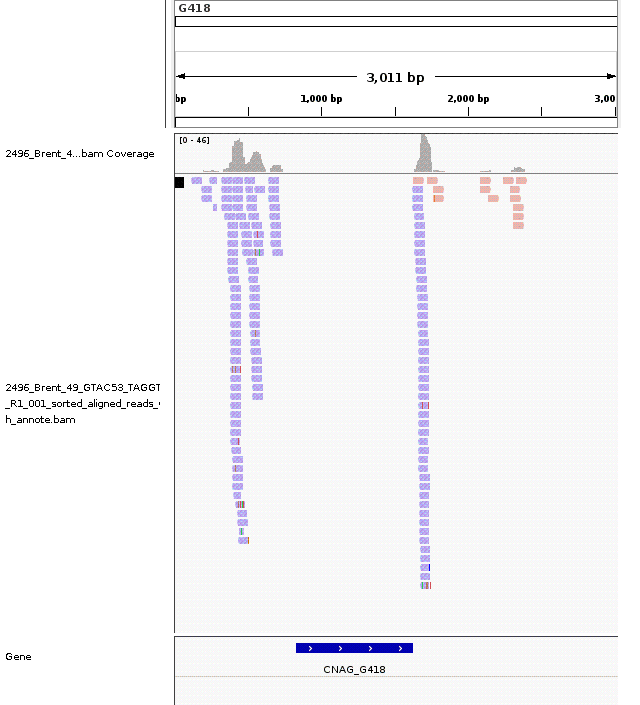 G418
3,011 bp
bp 1,000 bp 2,000 bp 3,00
[0 - 46]
2496_Brent_4...bam Coverage
2496_Brent_49_GTAC53_TAGGT
_R1_001_sorted_aligned_reads_
h_annote.bam
Gene
CNAG_G418